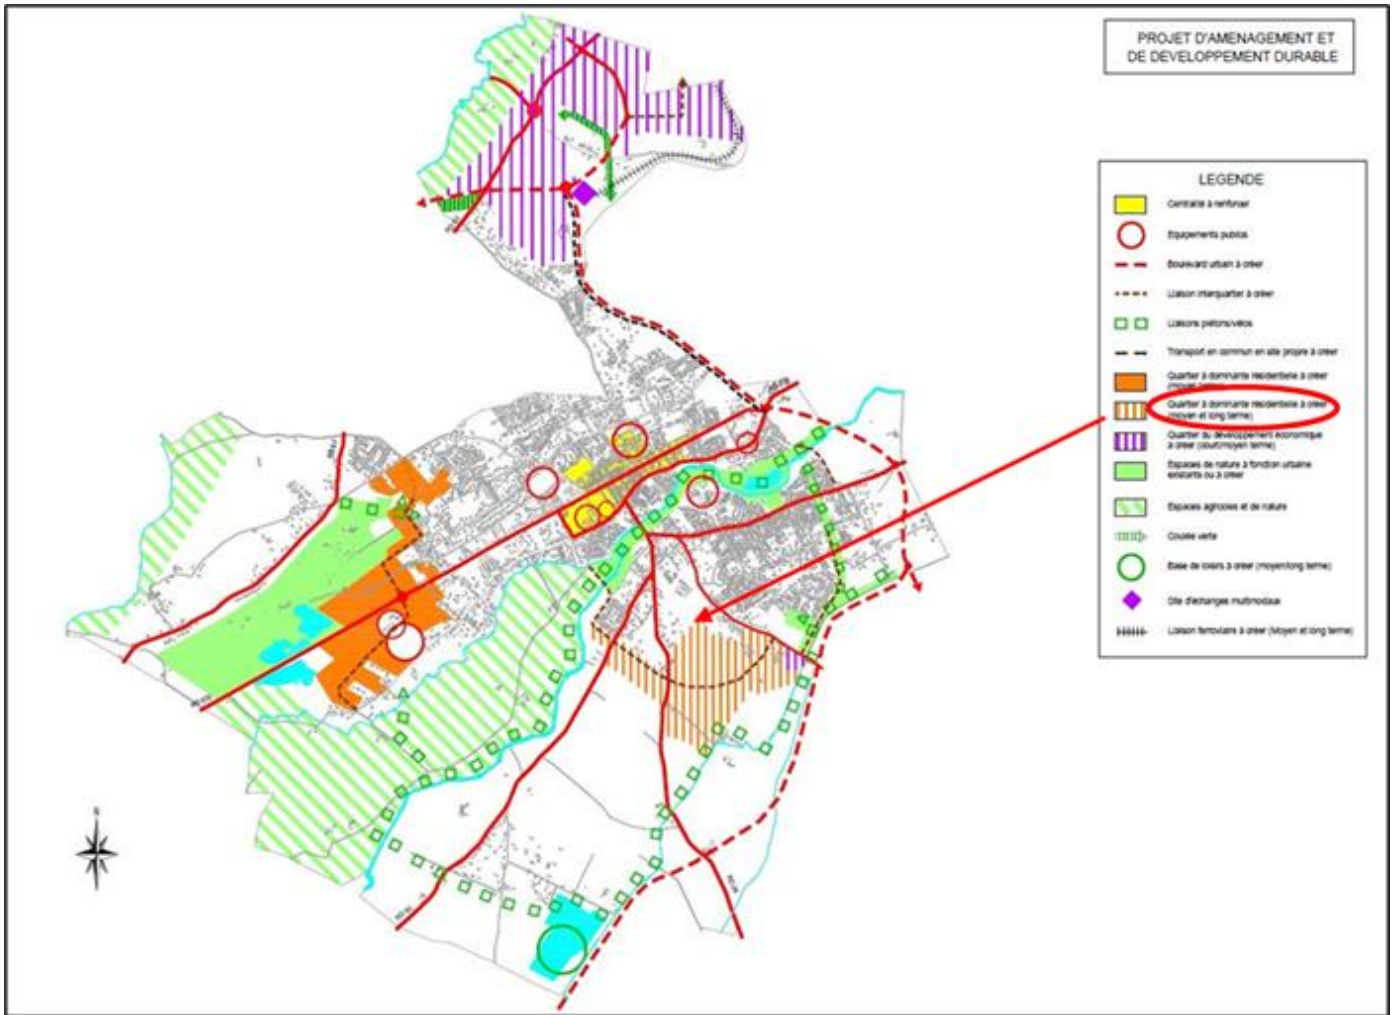 PROJET D'AMENAGEMENT ET
DE DEVELOPPEMENT DURABLE
LEGENDE
Centralité à renforcer
Equipements publics
Boulevard urbain à créer
Liaison interquartier à créer
Liaisons piétons/vélos
Transport en commun en site propre à créer
Quartier à dominante résidentielle à créer
Quartier à dominante résidentielle à créer
(moyen et long terme)
Quartier du développement économique
à créer (court/moyen terme)
Espaces de nature à fonction urbaine
existants ou à créer
Espaces agricoles et de nature
Coulée verte
Base de loisirs à créer (moyen/long terme)
Site d'échanges multimodaux
Liaison ferroviaire à créer (Moyen et long terme)
N